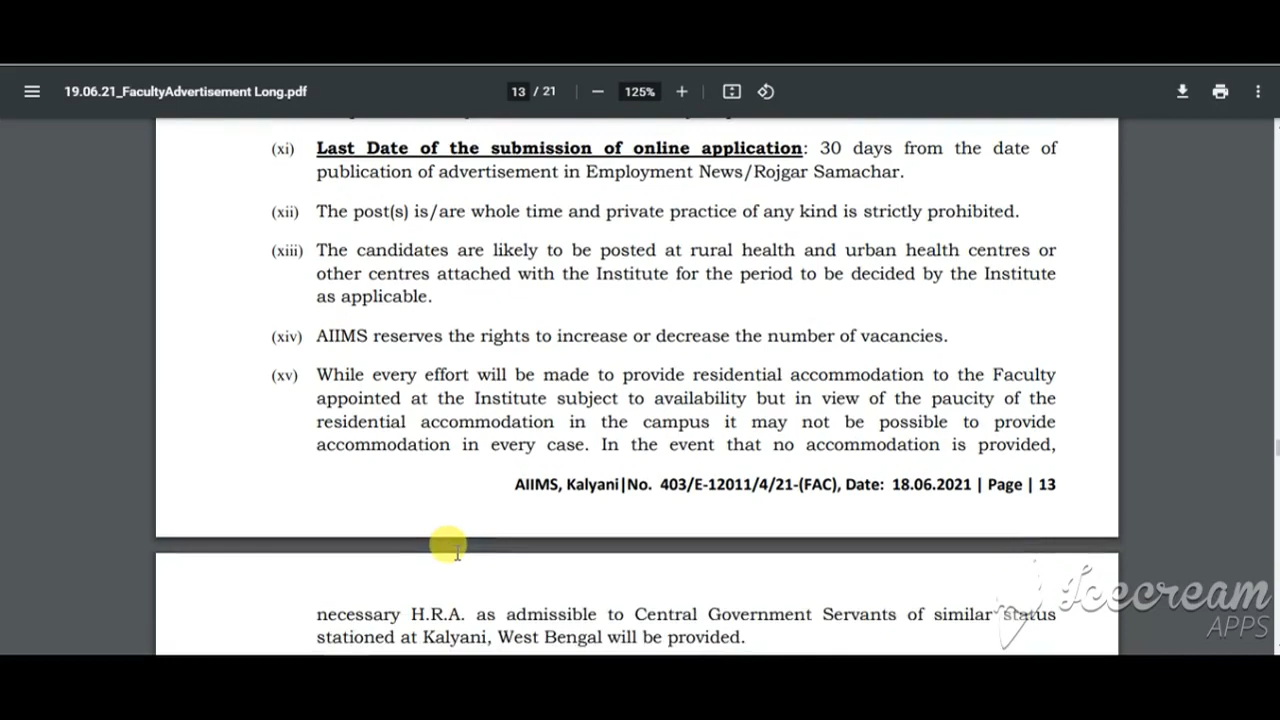 19.06.21_FacultyAdvertisement Long.pdf
13 / 21
125%
(xi) Last Date of the submission of online application: 30 days from the date of
publication of advertisement in Employment News/Rojgar Samachar.
(xii) The post(s) is/are whole time and private practice of any kind is strictly prohibited.
(xiii) The candidates are likely to be posted at rural health and urban health centres or
other centres attached with the Institute for the period to be decided by the Institute
as applicable.
(xiv) AIIMS reserves the rights to increase or decrease the number of vacancies.
(xv) While every effort will be made to provide residential accommodation to the Faculty
appointed at the Institute subject to availability but in view of the paucity of the
residential accommodation in the campus it may not be possible to provide
accommodation in every case. In the event that no accommodation is provided,
AIIMS, Kalyani|No. 403/E-12011/4/21-(FAC), Date: 18.06.2021 | Page | 13
necessary H.R.A. as admissible to Central Government Servants of similar status
stationed at Kalyani, West Bengal will be provided.
Icecream
APPS